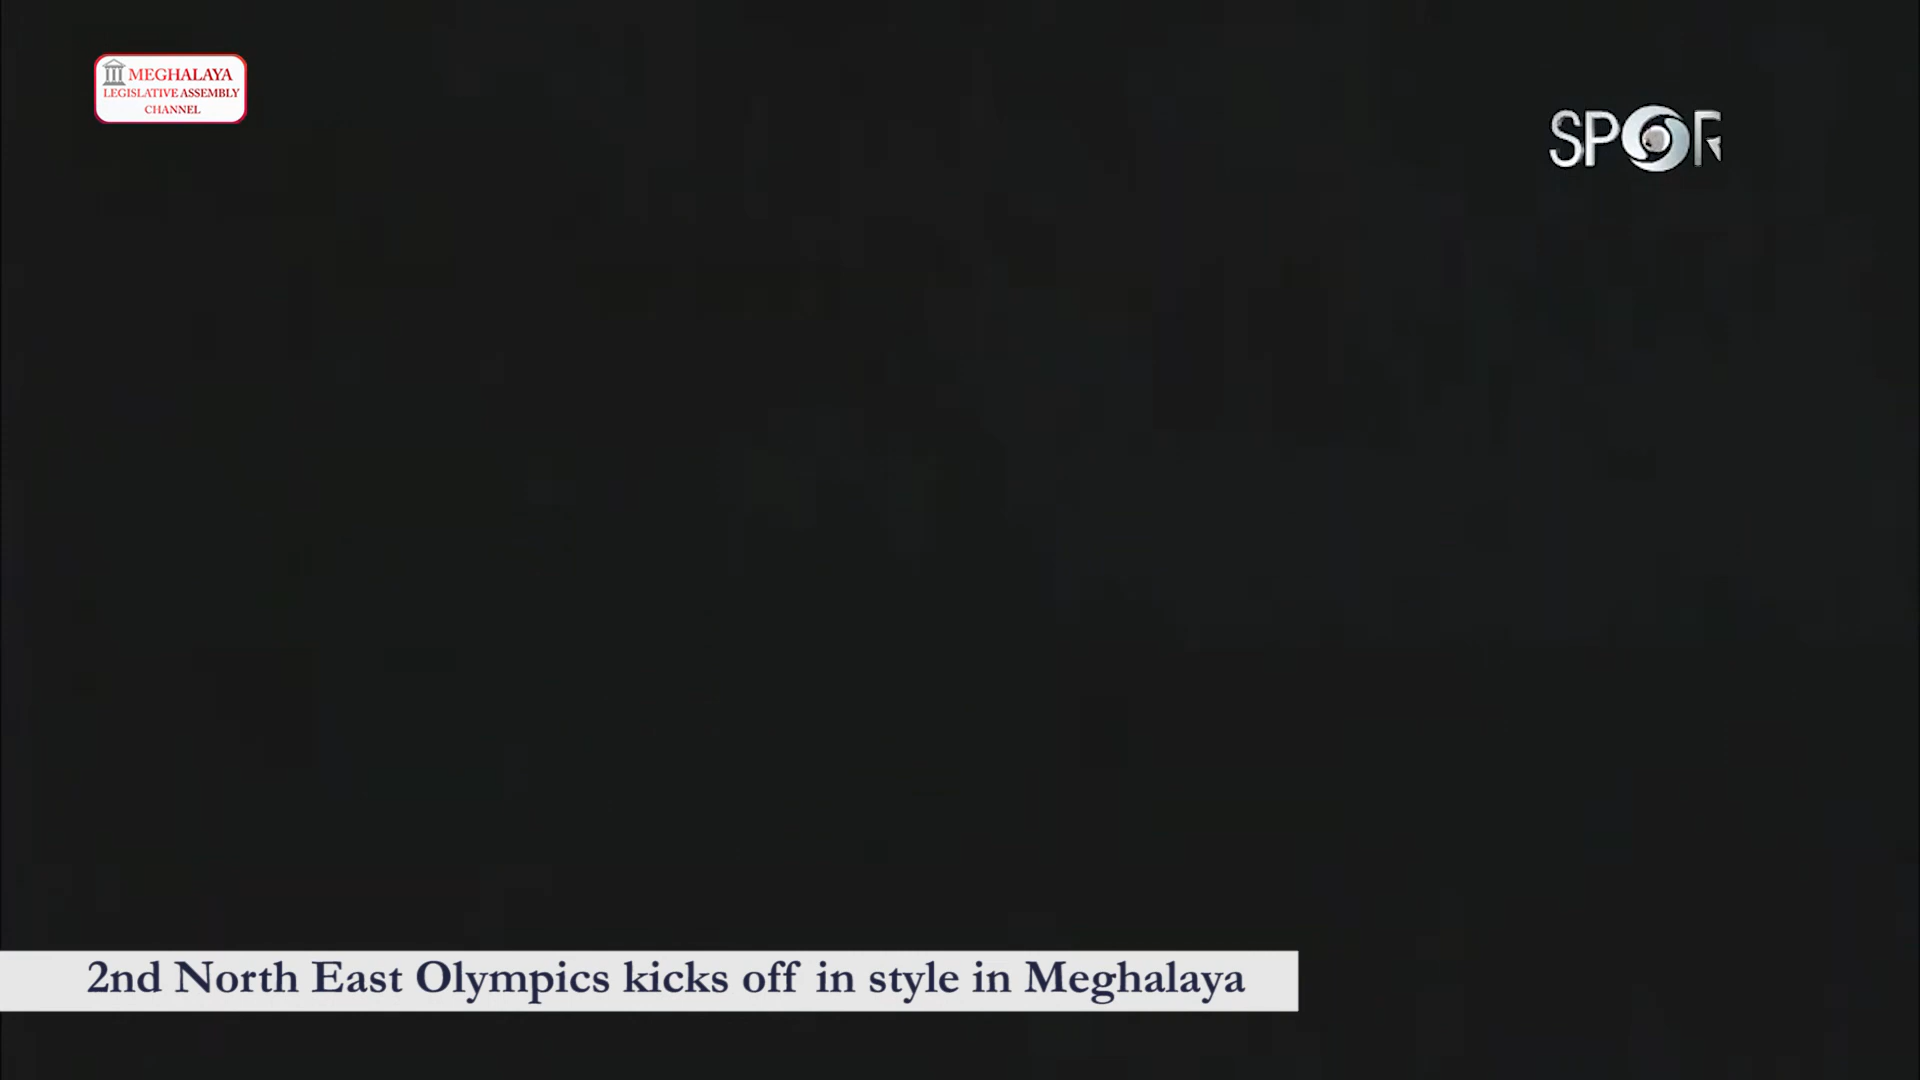 MEGHALAYA
LEGISLATIVE ASSEMBLY
CHANNEL
SPOR
2nd North East Olympics kicks off in style in Meghalaya